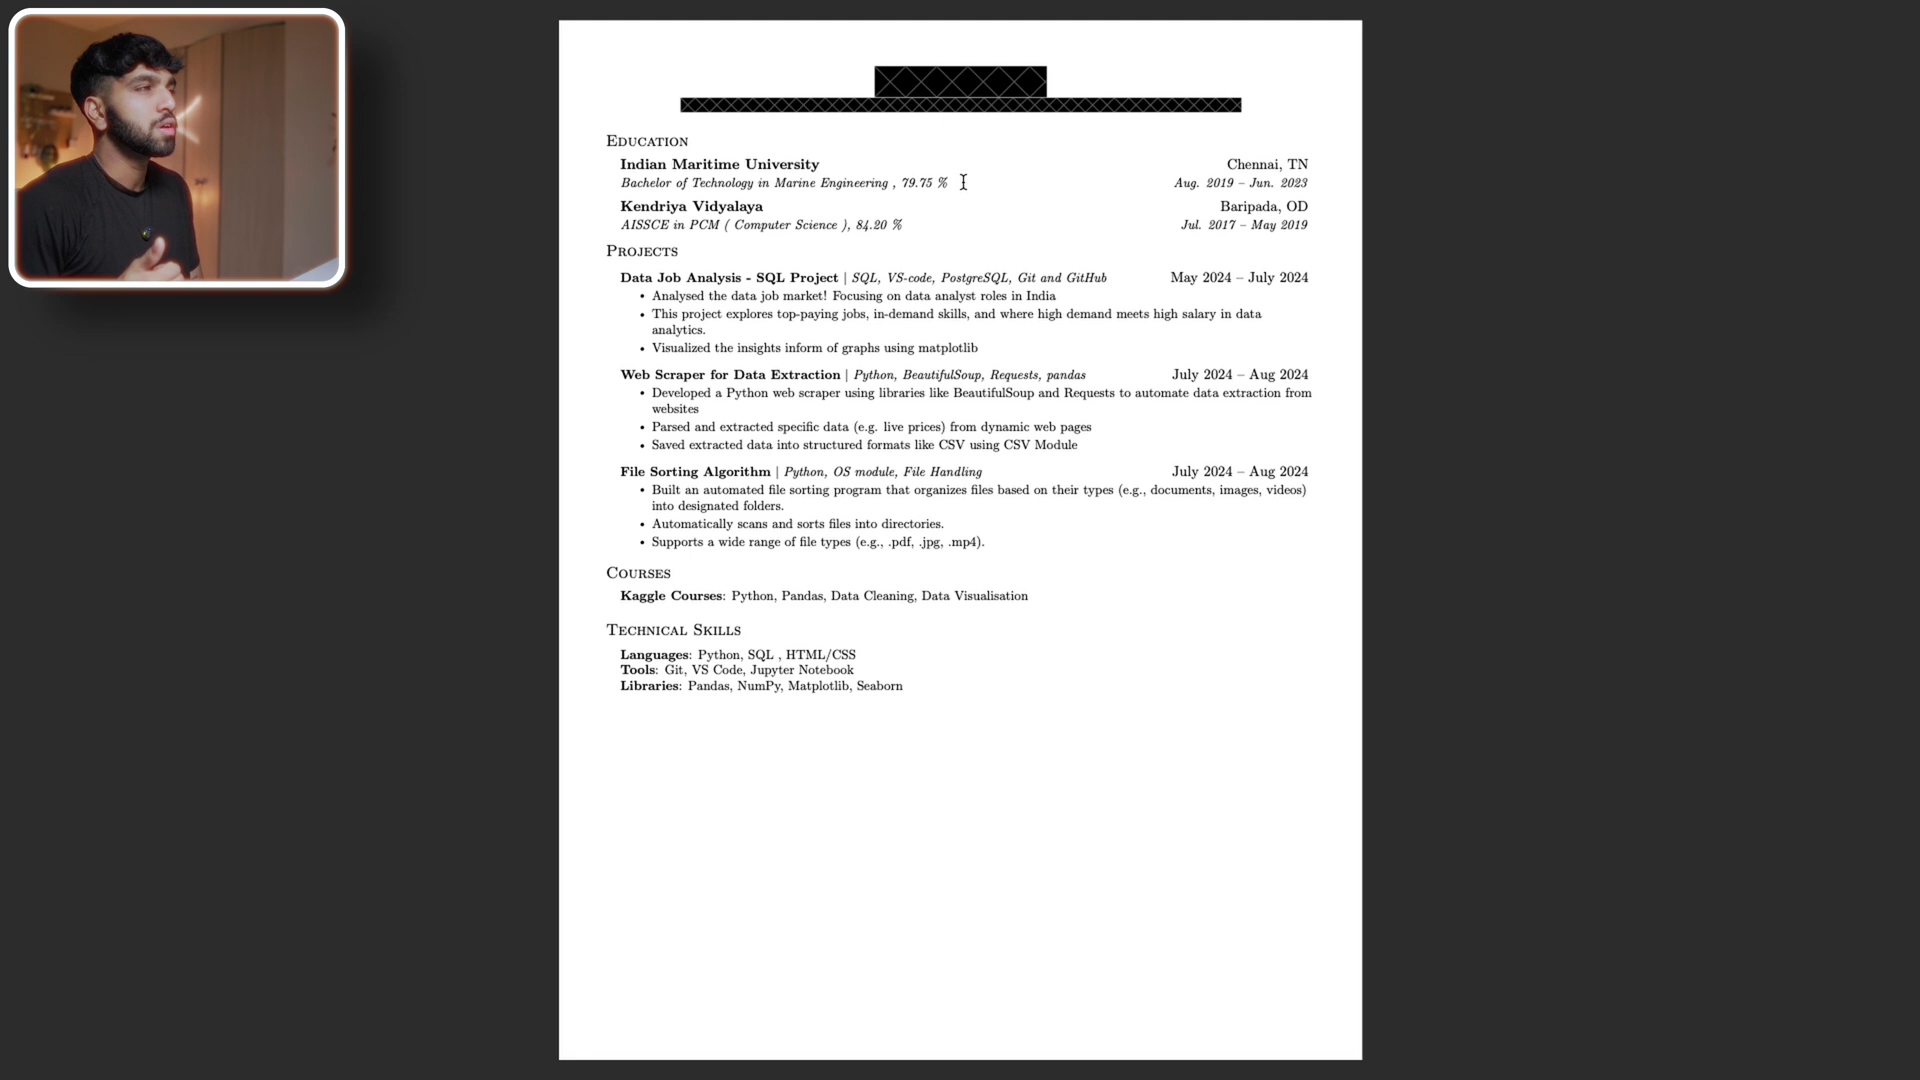 EDUCATION
Indian Maritime University Chennai, TN
Bachelor of Technology in Marine Engineering , 79.75 % Aug. 2019 – Jun. 2023
Kendriya Vidyalaya Baripada, OD
AISSCE in PCM ( Computer Science ), 84.20 % Jul. 2017 – May 2019
PROJECTS
Data Job Analysis - SQL Project | SQL, VS-code, PostgreSQL, Git and GitHub May 2024 – July 2024
• Analysed the data job market! Focusing on data analyst roles in India
• This project explores top-paying jobs, in-demand skills, and where high demand meets high salary in data
analytics.
• Visualized the insights inform of graphs using matplotlib
Web Scraper for Data Extraction | Python, BeautifulSoup, Requests, pandas July 2024 – Aug 2024
• Developed a Python web scraper using libraries like BeautifulSoup and Requests to automate data extraction from
websites
• Parsed and extracted specific data (e.g. live prices) from dynamic web pages
• Saved extracted data into structured formats like CSV using CSV Module
File Sorting Algorithm | Python, OS module, File Handling July 2024 – Aug 2024
• Built an automated file sorting program that organizes files based on their types (e.g., documents, images, videos)
into designated folders.
• Automatically scans and sorts files into directories.
• Supports a wide range of file types (e.g., .pdf, .jpg, .mp4).
COURSES
Kaggle Courses: Python, Pandas, Data Cleaning, Data Visualisation
TECHNICAL SKILLS
Languages: Python, SQL , HTML/CSS
Tools: Git, VS Code, Jupyter Notebook
Libraries: Pandas, NumPy, Matplotlib, Seaborn